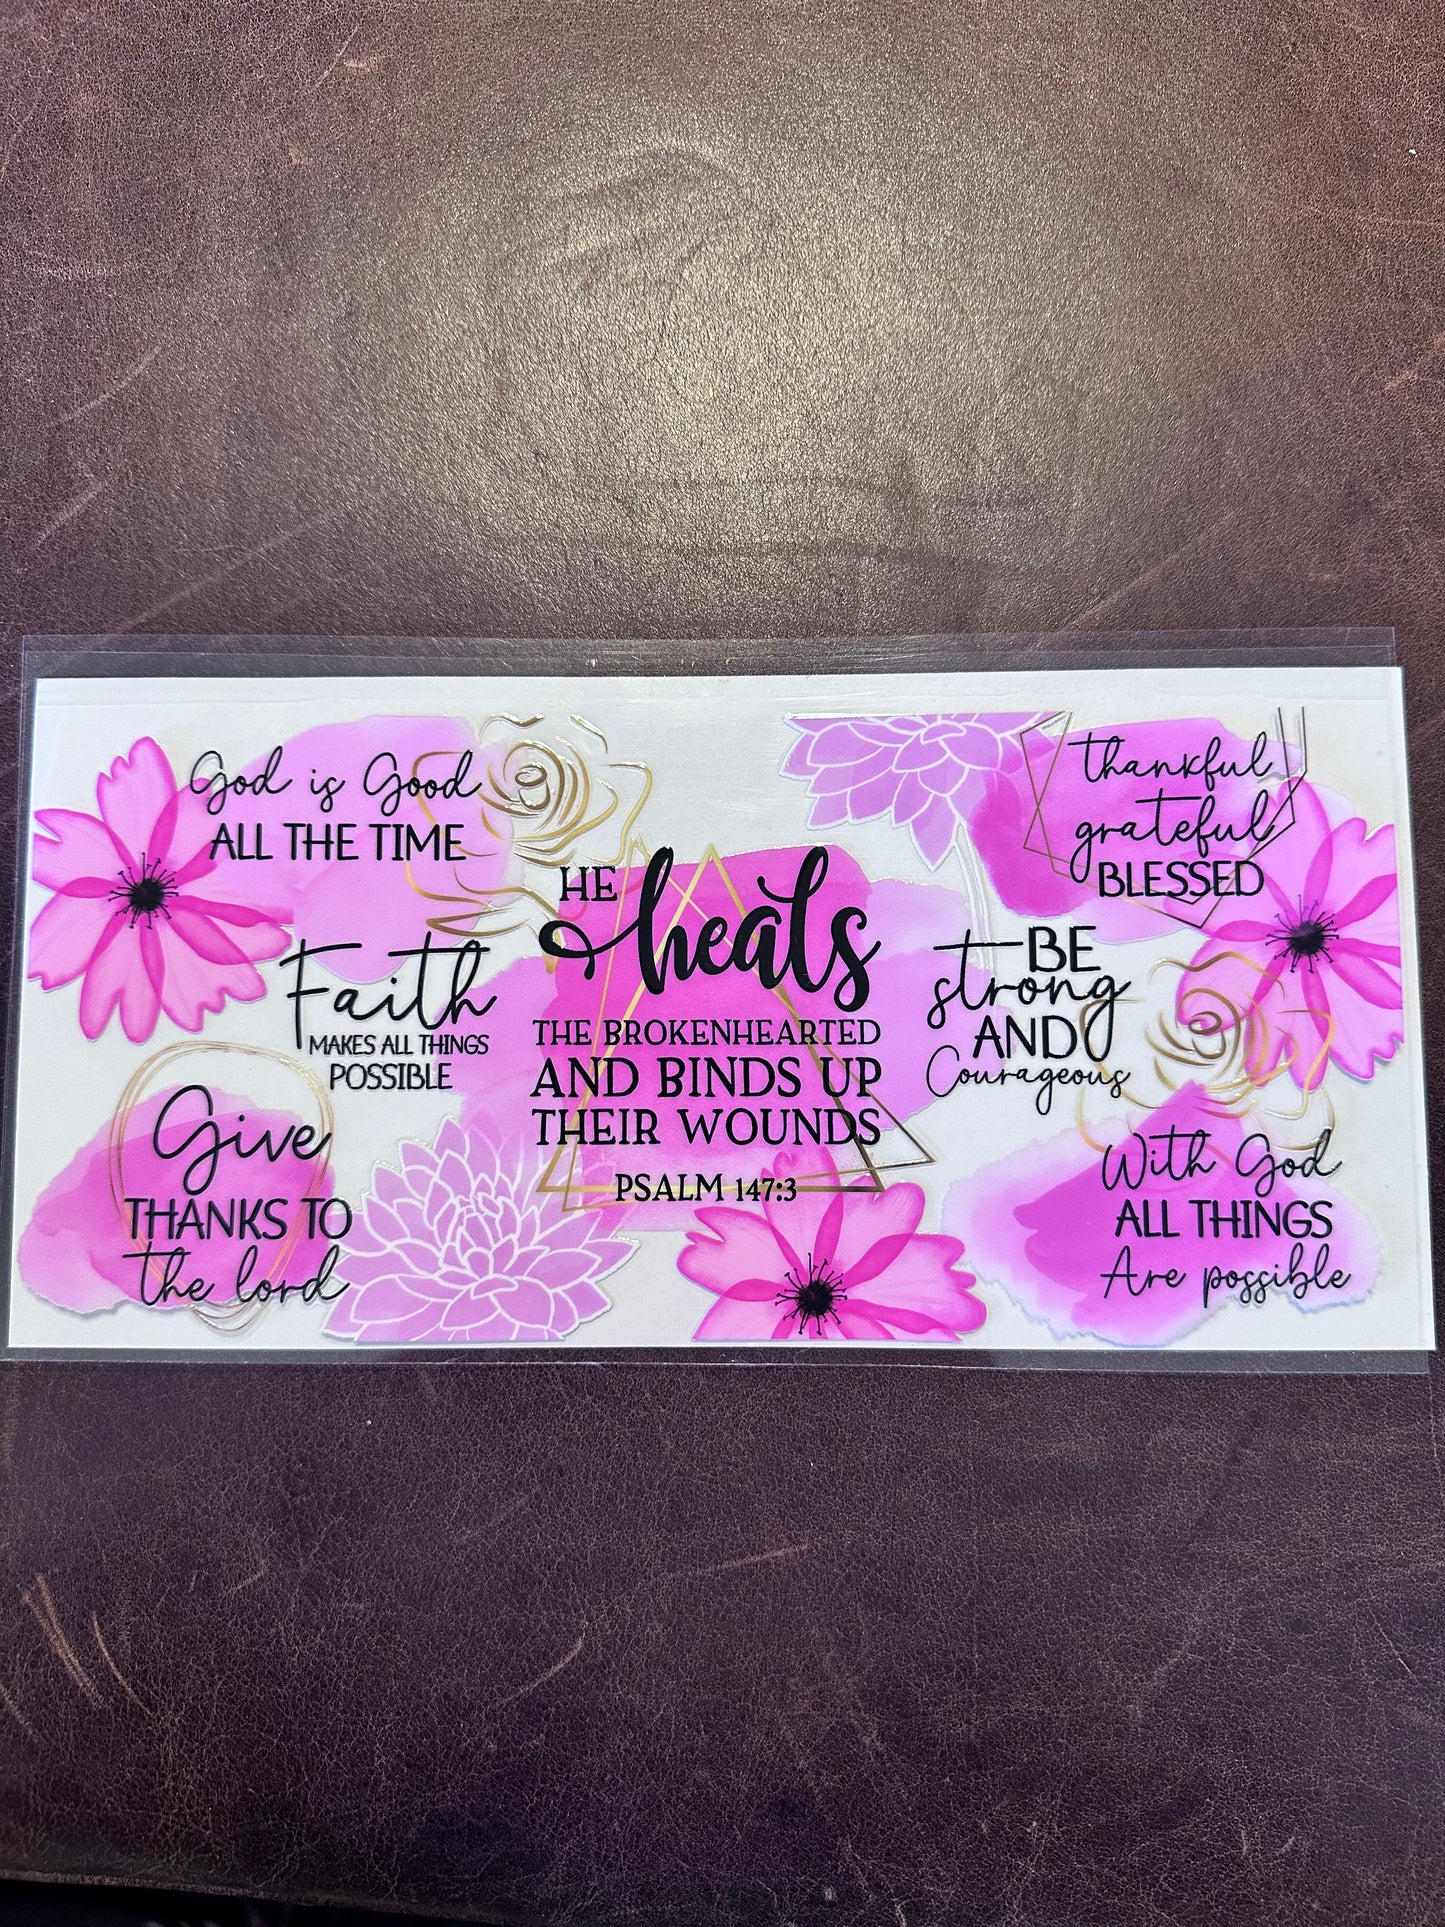 God is Good
ALL THE TIME
Faith
MAKES ALL THINGS
POSSIBLE
Give
THANKS TO
the lord
HE
heals
THE BROKENHEARTED
AND BINDS UP
THEIR WOUNDS
PSALM 147:3
thankful
grateful
BLESSED
BE
strong
AND
Courageous
With God
ALL THINGS
Are possible